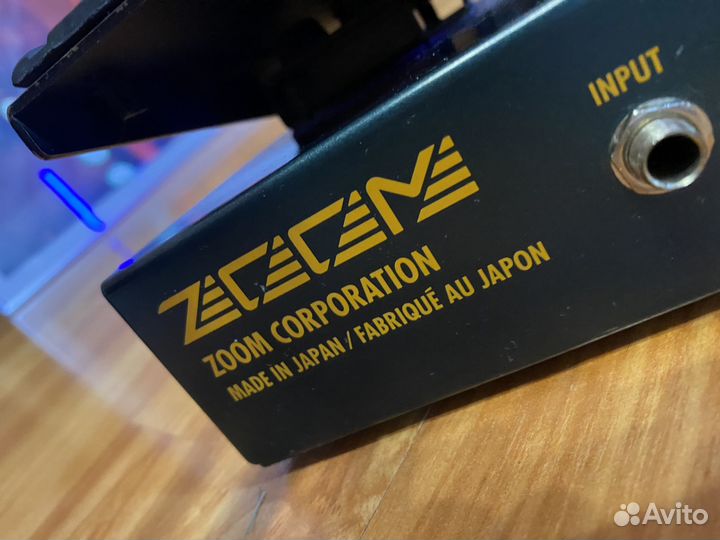 INPUT
ZOOM
ZOOM CORPORATION
MADE IN JAPAN / FABRIQUÉ AU JAPON
Avito